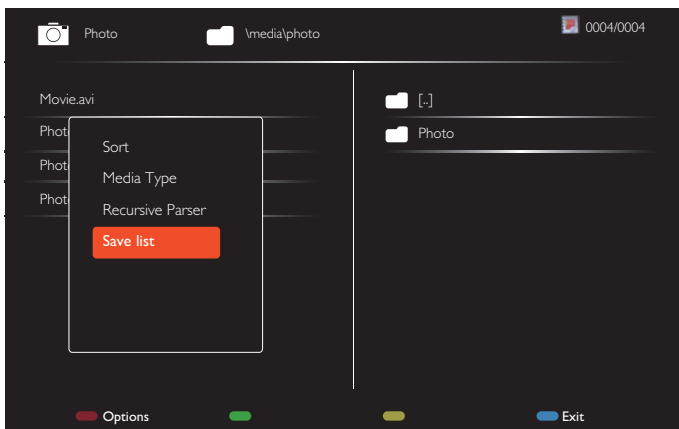 Photo
\media\photo
0004/0004
Movie.avi
Phot
Phot
Phot
Sort
Media Type
Recursive Parser
Save list
[..]
Photo
Options
Exit